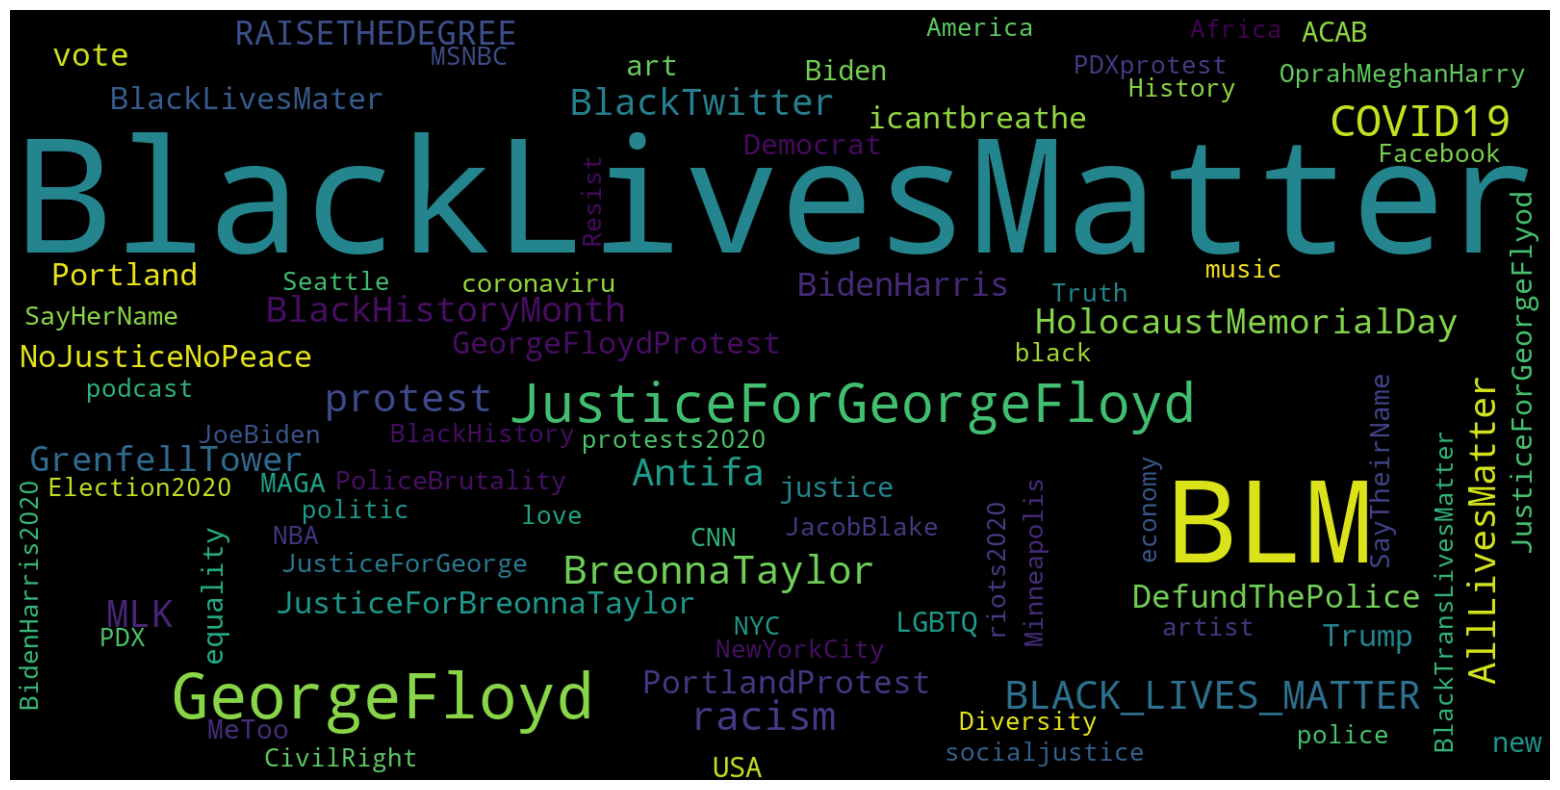 RAISETHEDEGREE
America
Africa
ACAB
vote
MSNBC
art
Biden
PDXprotest
OprahMeghanHarry
History
BlackLivesMater
BlackTwitter
icantbreathe
COVID19
Democrat
Facebook
BlackLivesMatter
Resist
Portland
Seattle
coronaviru
BidenHarris
Truth
music
SayHerName
BlackHistoryMonth
HolocaustMemorialDay
JusticeForGeorgeFlyod
NoJusticeNoPeace
GeorgeFloydProtest
black
podcast
protest
JusticeForGeorgeFloyd
JoeBiden
BlackHistory
protests2020
SayTheirName
AllLivesMatter
GrenfellTower
Antifa
Election2020
MAGA
PoliceBrutality
justice
economy
BLM
BidenHarris2020
politic
love
JacobBlake
riots2020
Minneapolis
BlackTransLivesMatter
NBA
CNN
equality
JusticeForGeorge
BreonnaTaylor
MLK
JusticeForBreonnaTaylor
DefundThePolice
PDX
NYC
LGBTQ
artist
Trump
NewYorkCity
GeorgeFloyd
PortlandProtest
BLACK_LIVES_MATTER
MeToo
racism
Diversity
police
new
CivilRight
socialjustice
USA